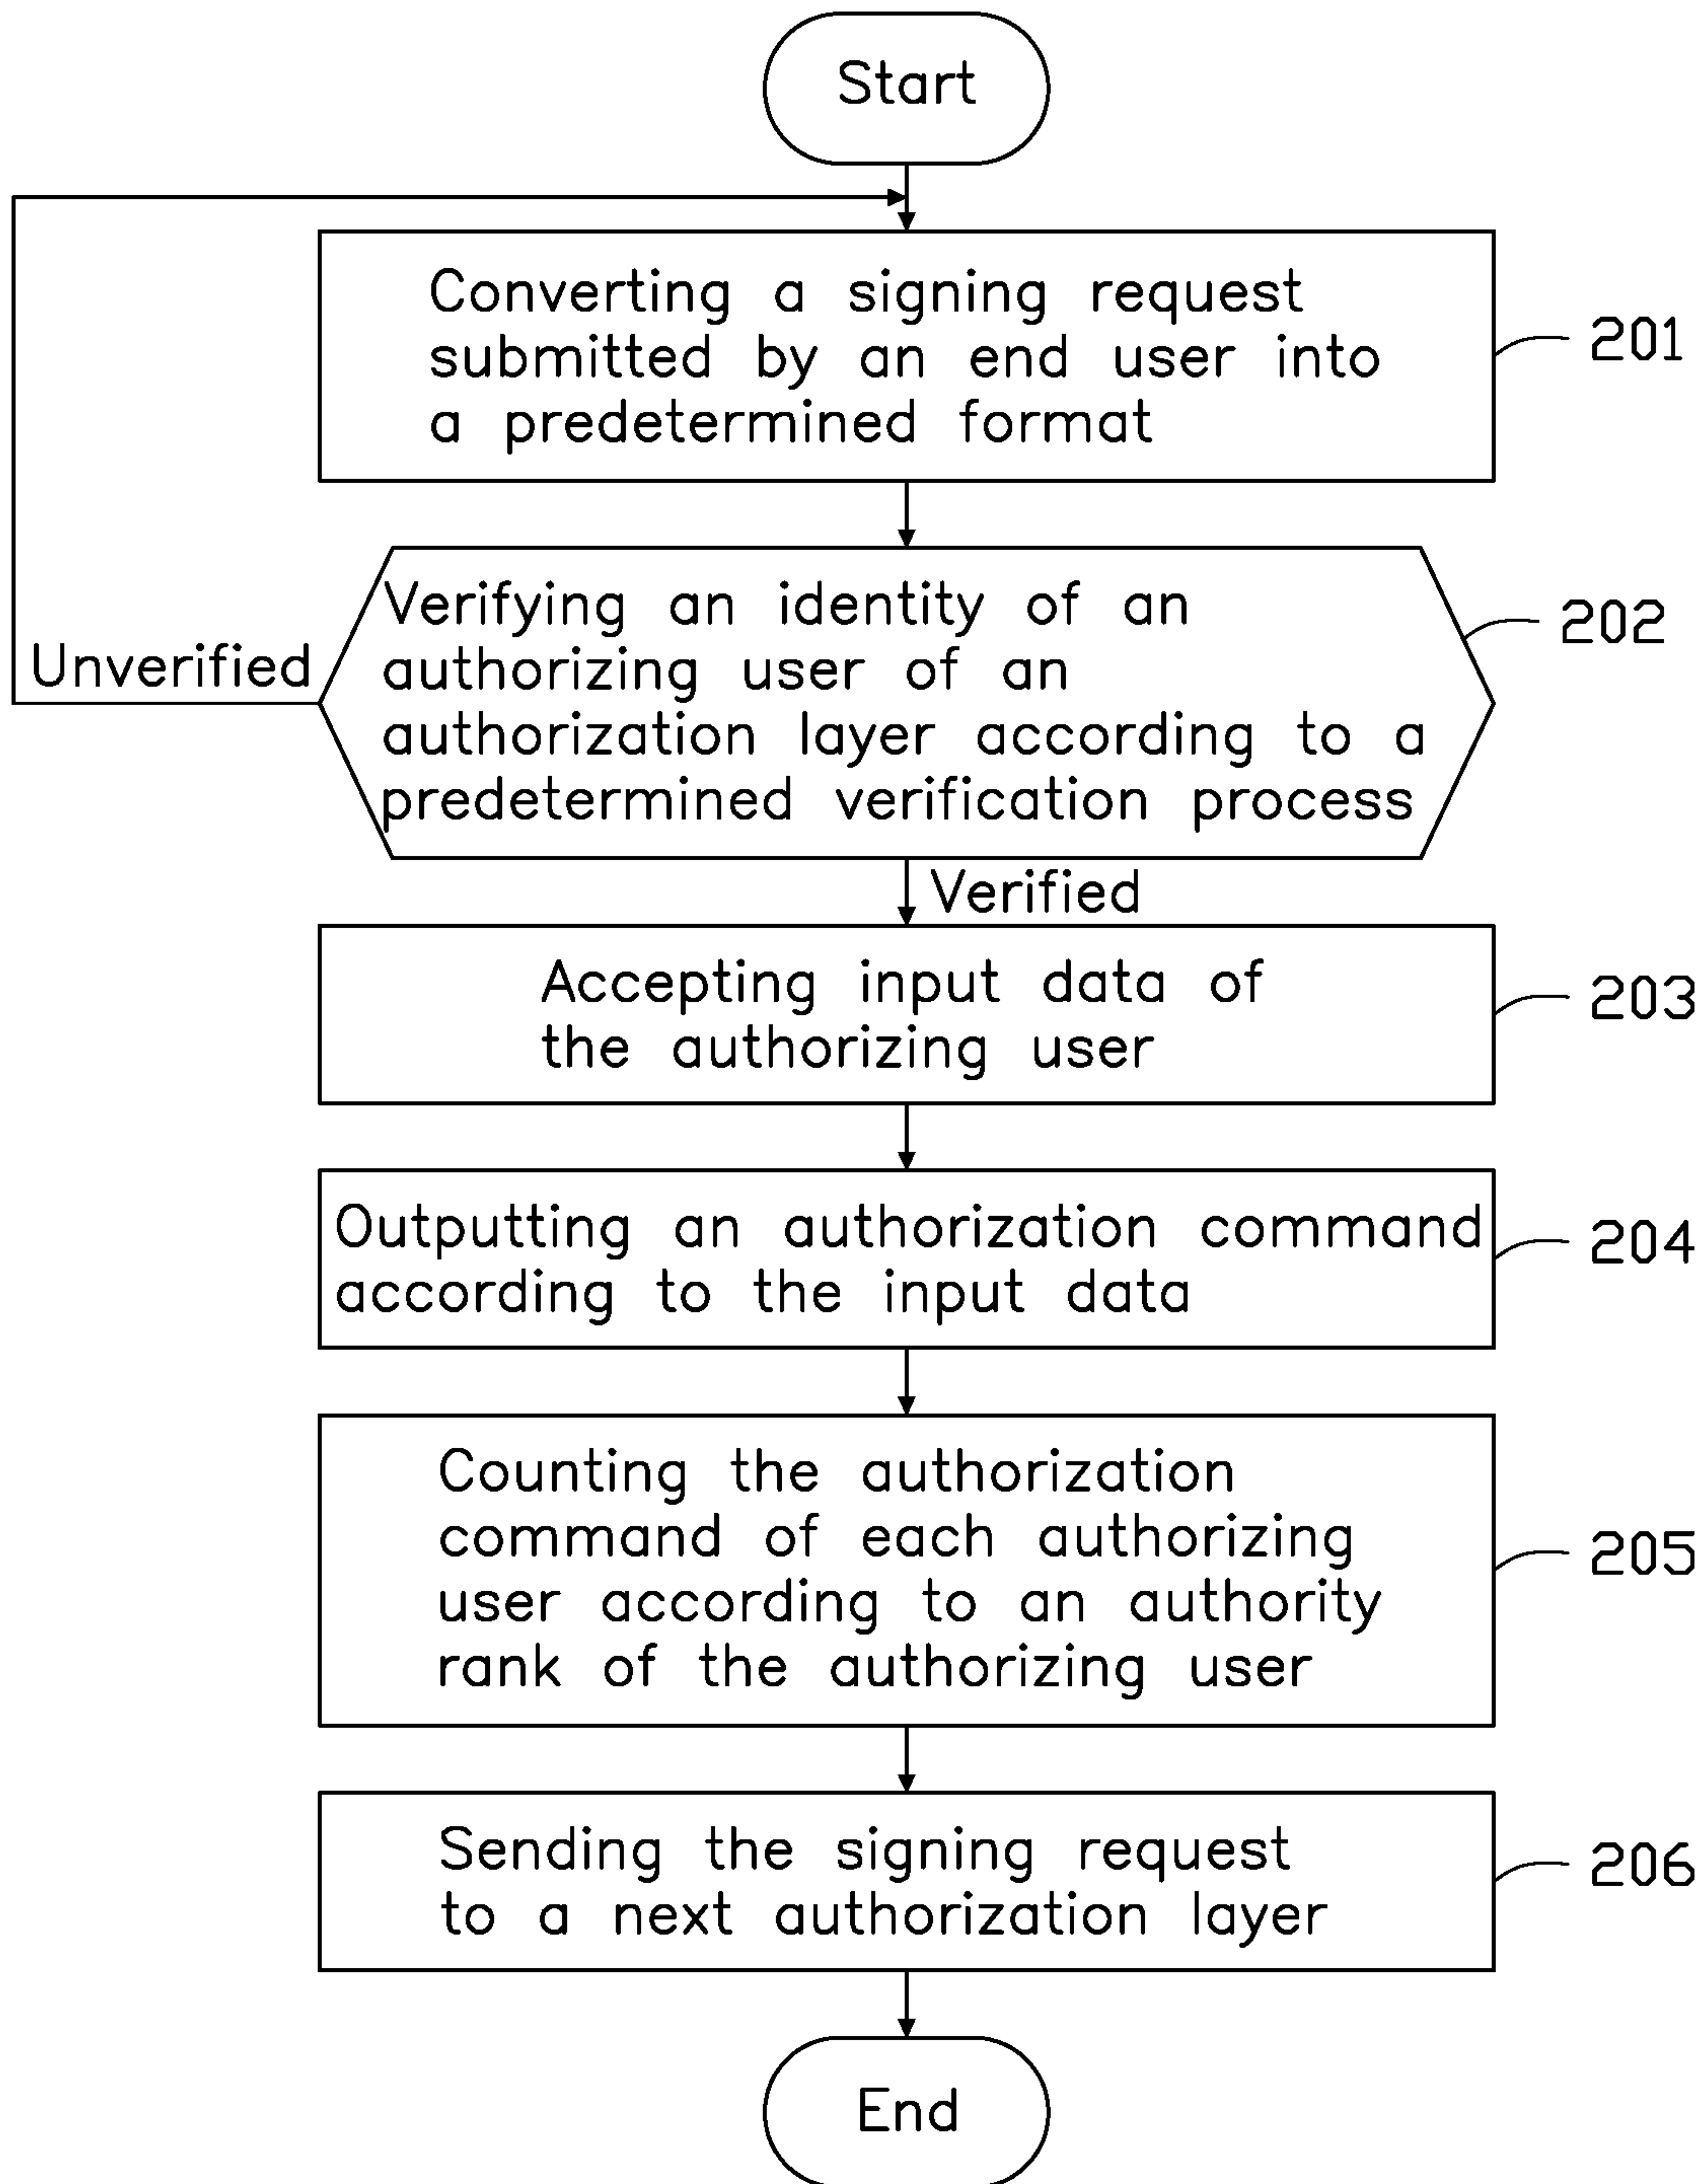 Start
Converting a signing request
submitted by an end user into
a predetermined format
201
Verifying an identity of an
authorizing user of an
authorization layer according to a
predetermined verification process
202
Unverified
Verified
Accepting input data of
the authorizing user
203
Outputting an authorization command
according to the input data
204
Counting the authorization
command of each authorizing
user according to an authority
rank of the authorizing user
205
Sending the signing request
to a next authorization layer
206
End